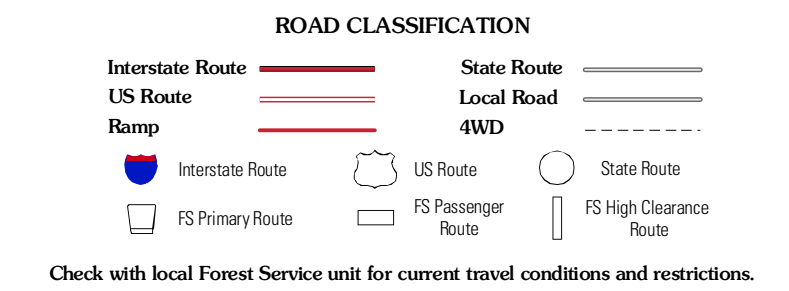 ROAD CLASSIFICATION
Interstate Route
State Route
US Route
Local Road
Ramp
4WD
Interstate Route
US Route
State Route
FS Primary Route
FS Passenger
Route
FS High Clearance
Route
Check with local Forest Service unit for current travel conditions and restrictions.